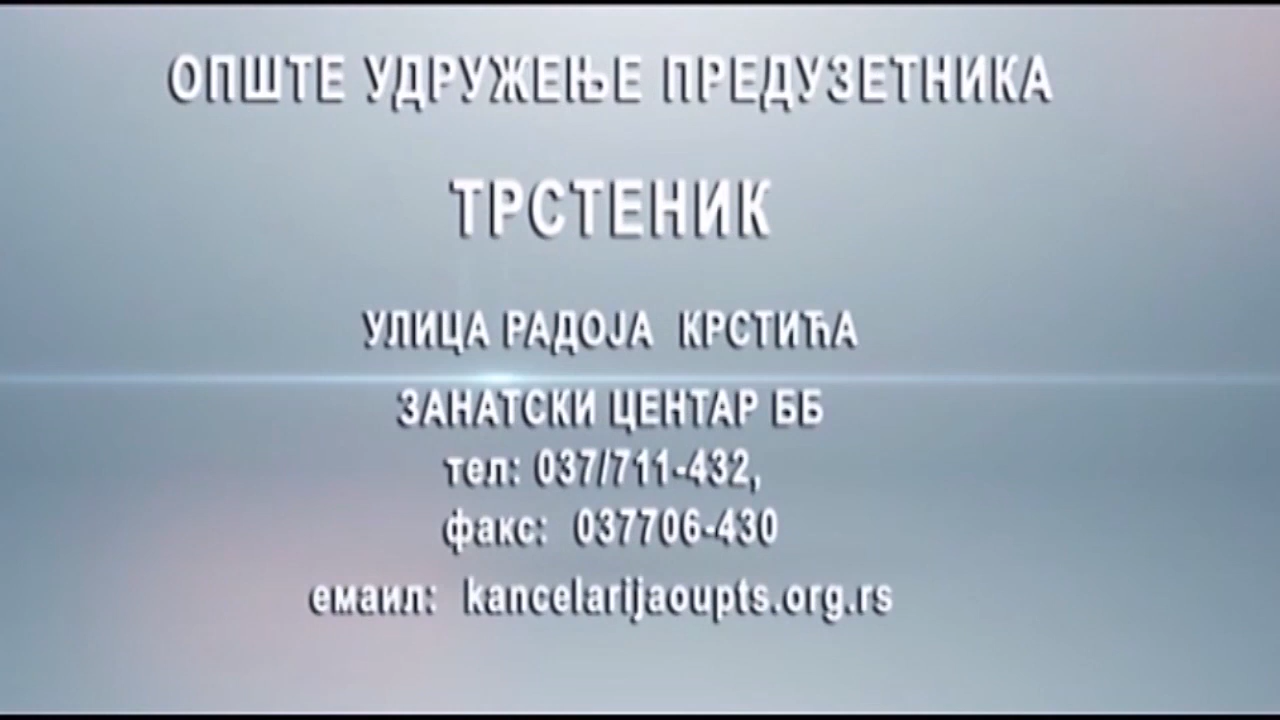 ОПШТЕ УДРУЖЕЊЕ ПРЕДУЗЕТНИКА
ТРСТЕНИК
УЛИЦА РАДОЈА КРСТИЋА
ЗАНАТСКИ ЦЕНТАР ББ
тел: 037/711-432,
факс: 037706-430
емаил: kancelarijaoupts.org.rs